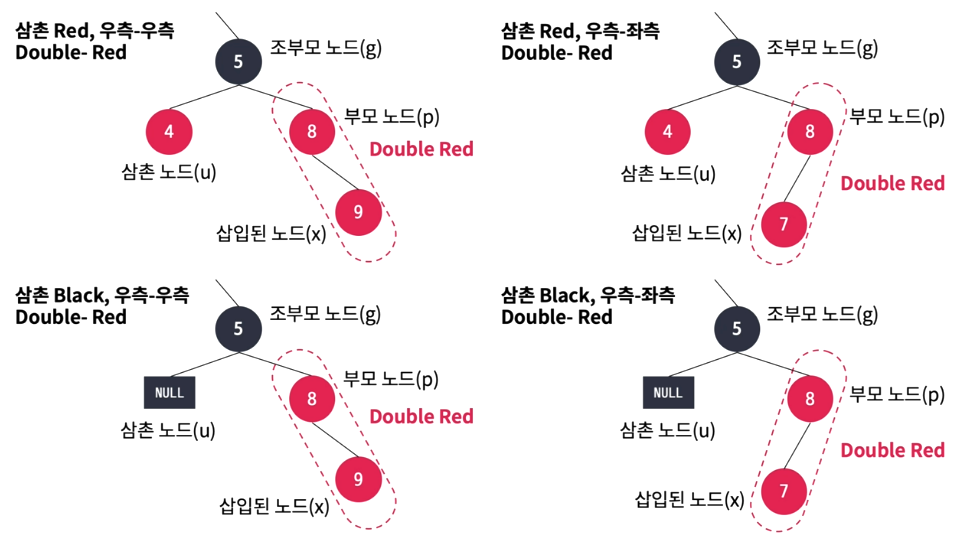 삼촌 Red, 우측-우측
Double- Red
5
조부모 노드(g)
4
8
부모 노드(p)
Double Red
삼촌 노드(u)
9
삽입된 노드(x)
삼촌 Red, 우측-좌측
Double- Red
5
조부모 노드(g)
4
8
부모 노드(p)
삼촌 노드(u)
Double Red
7
삽입된 노드(x)
삼촌 Black, 우측-우측
Double- Red
5
조부모 노드(g)
NULL
8
부모 노드(p)
Double Red
삼촌 노드(u)
9
삽입된 노드(x)
삼촌 Black, 우측-좌측
Double- Red
5
조부모 노드(g)
NULL
8
부모 노드(p)
삼촌 노드(u)
Double Red
7
삽입된 노드(x)